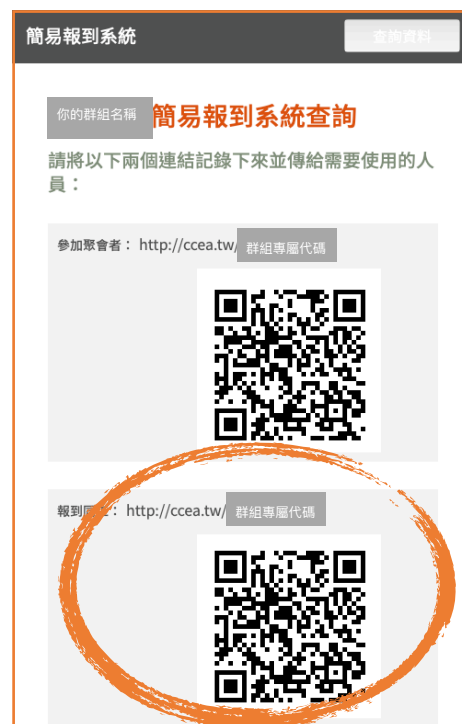 簡易報到系統
查詢資料
你的群組名稱 簡易報到系統查詢
請將以下兩個連結記錄下來並傳給需要使用的人
員：
參加聚會者： http://ccea.tw/ 群組專屬代碼
報到 ： http://ccea.tw/ 群組專屬代碼